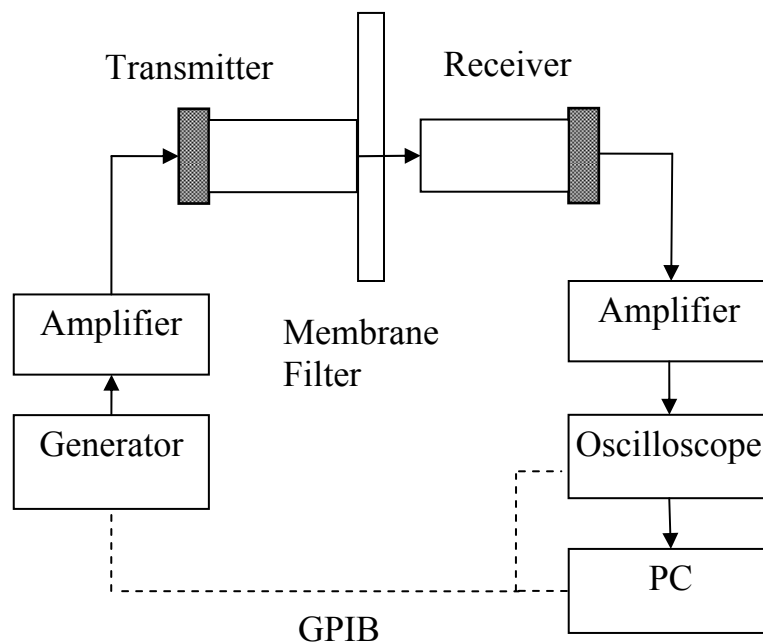 Transmitter
Receiver
Amplifier
Membrane
Filter
Amplifier
Generator
Oscilloscope
PC
GPIB